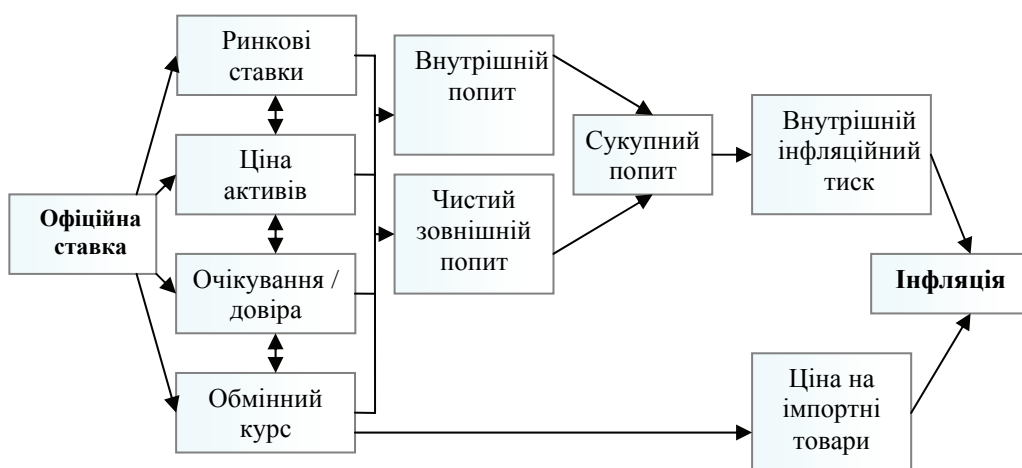 Ринкові
ставки
Ціна
активів
Офіційна
ставка
Очікування /
довіра
Обмінний
курс
Внутрішній
попит
Чистий
зовнішній
попит
Сукупний
попит
Внутрішній
інфляційний
тиск
Інфляція
Ціна на
імпортні
товари